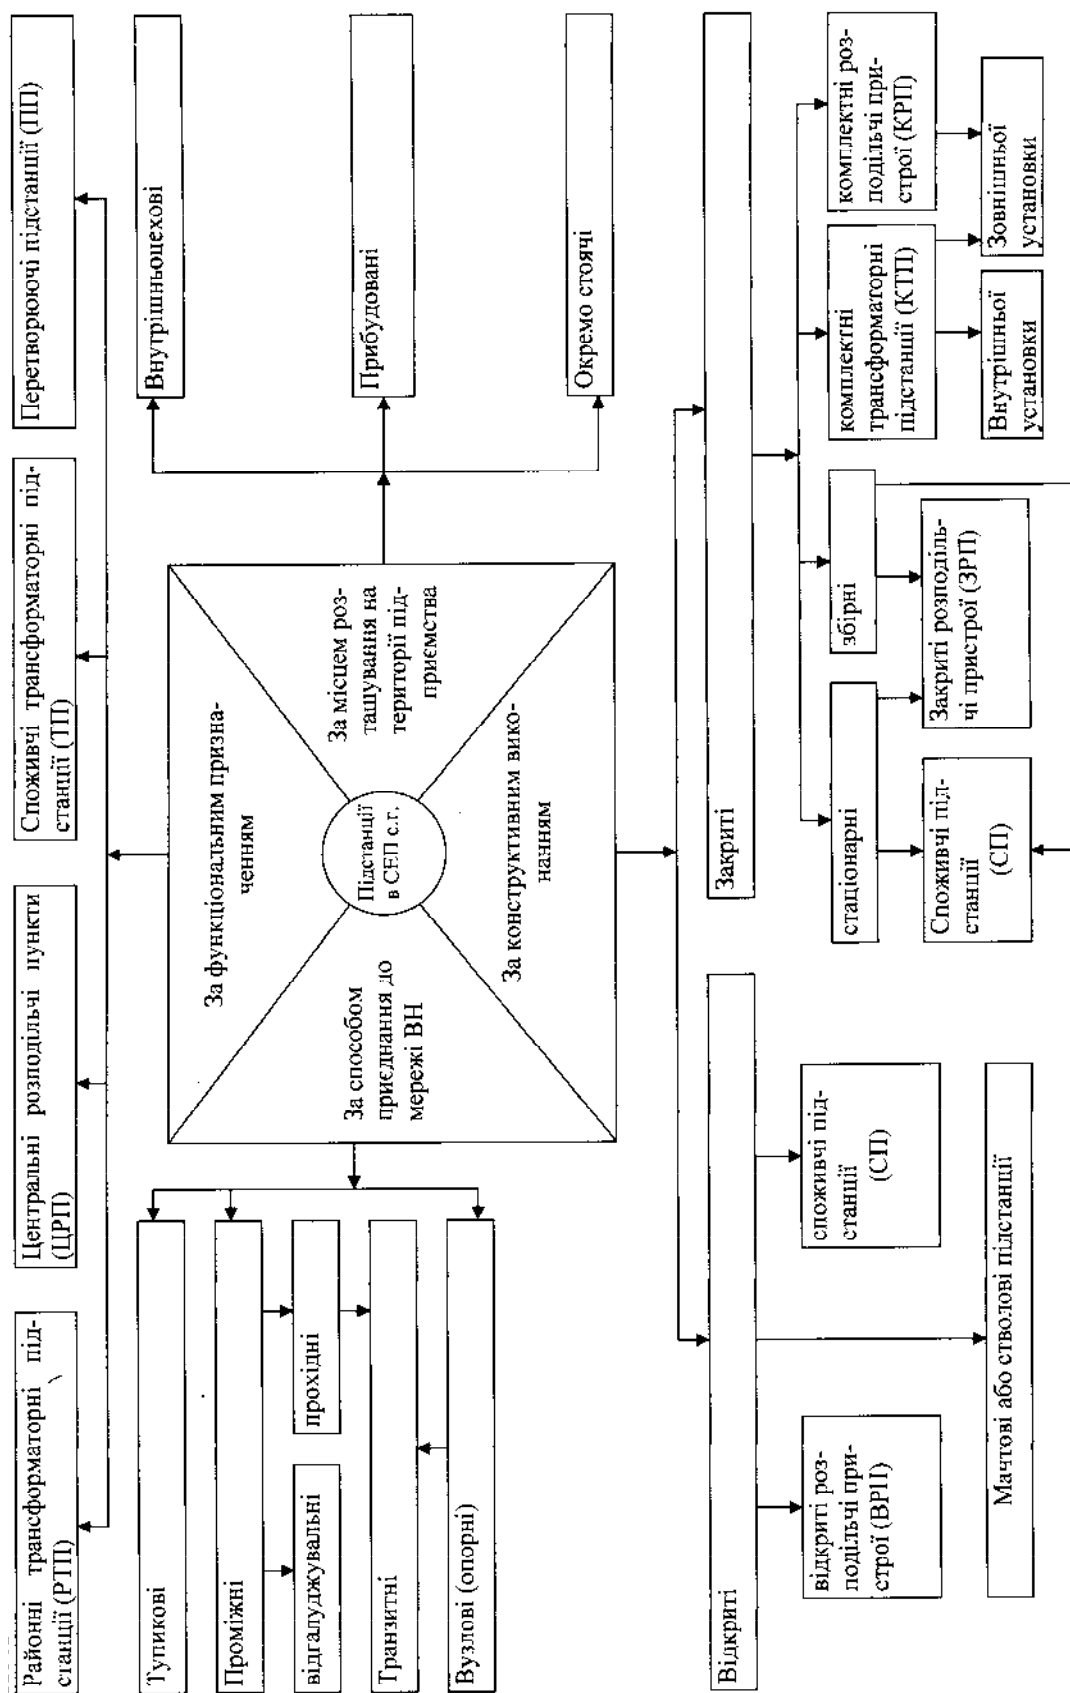 Районні трансформаторні під-
станції (РТП)
Центральні розподільчі пункти
(ЦРП)
Споживчі трансформаторні під-
станції (ТП)
Перетворюючі підстанції (ПП)
За функціональним призна-
ченням
За способом
приєднання до
мережі ВН
Підстанції
в СЕП с.г.
За місцем роз-
ташування на
території під-
приємства
За конструктивним вико-
нанням
Тупикові
Проміжні
відгалуджувальні
прохідні
Транзитні
Вузлові (опорні)
Внутрішньоцехові
Прибудовані
Окремо стоячі
Відкриті
Закриті
відкриті роз-
подільчі при-
строї (ВРП)
споживчі під-
станції
(СП)
Мачтові або стволові підстанції
стаціонарні
збірні
комплектні
трансформаторні
підстанції (КТП)
комплектні роз-
подільчі при-
строї (КРП)
Споживчі під-
станції
(СП)
Закриті розподіль-
чі пристрої (ЗРП)
Внутрішньої
установки
Зовнішньої
установки